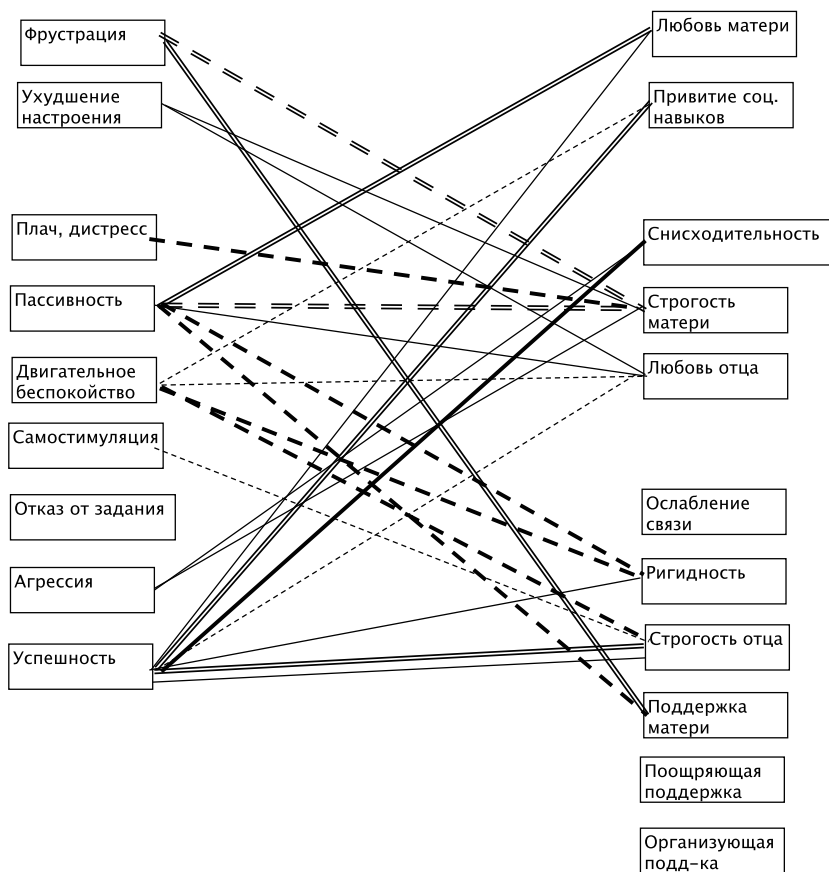 Фрустрация
Ухудшение
настроения
Плач, дистресс
Пассивность
Двигательное
беспокойство
Самостимуляция
Отказ от задания
Агрессия
Успешность
Любовь матери
Привитие соц.
навыков
Снисходительность
Строгость
матери
Любовь отца
Ослабление
связи
Ригидность
Строгость отца
Поддержка
матери
Поощряющая
поддержка
Организующая
подд-ка